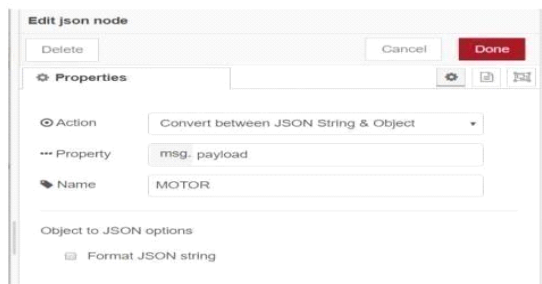 Edit json node
Delete Cancel Done
Properties
Action Convert between JSON String & Object
Property msg. payload
Name MOTOR
Object to JSON options
Format JSON string